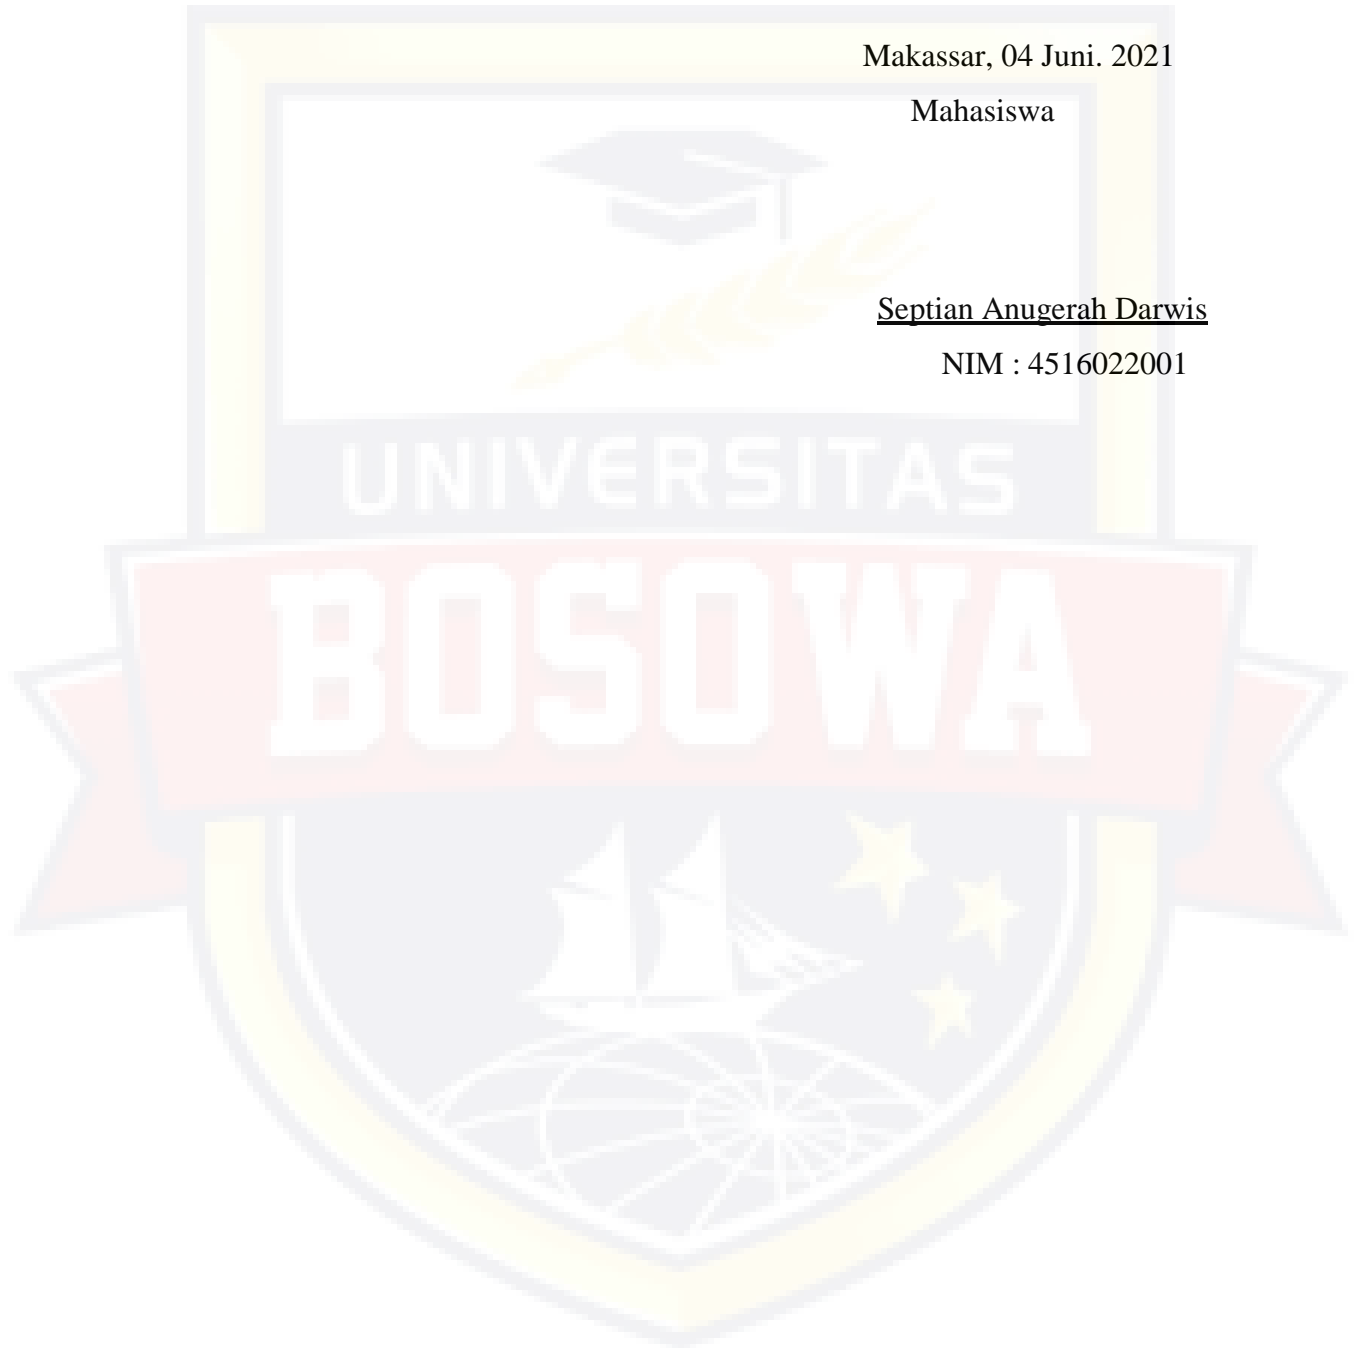 Makassar, 04 Juni. 2021
Mahasiswa
Septian Anugerah Darwis
NIM : 4516022001
UNIVERSITAS
BOSOWA